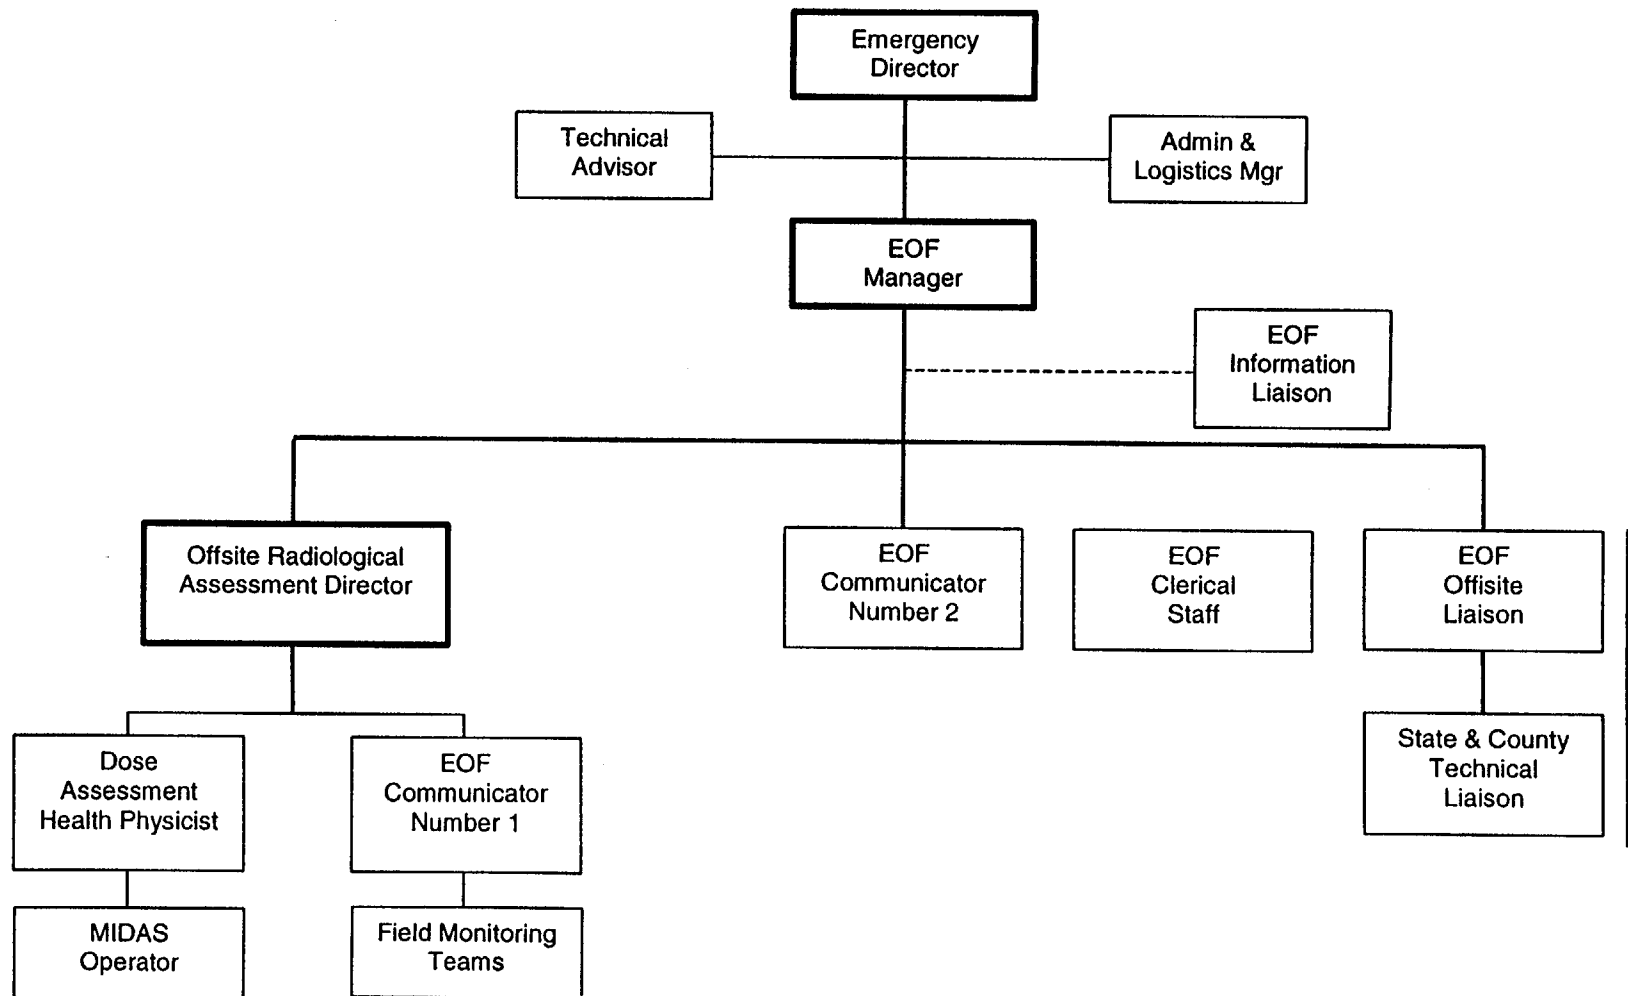 Emergency
Director
Technical
Advisor
Admin &
Logistics Mgr
EOF
Manager
EOF
Information
Liaison
Offsite Radiological
Assessment Director
EOF
Communicator
Number 2
EOF
Clerical
Staff
EOF
Offisite
Liaison
Dose
Assessment
Health Physicist
EOF
Communicator
Number 1
State & County
Technical
Liaison
MIDAS
Operator
Field Monitoring
Teams